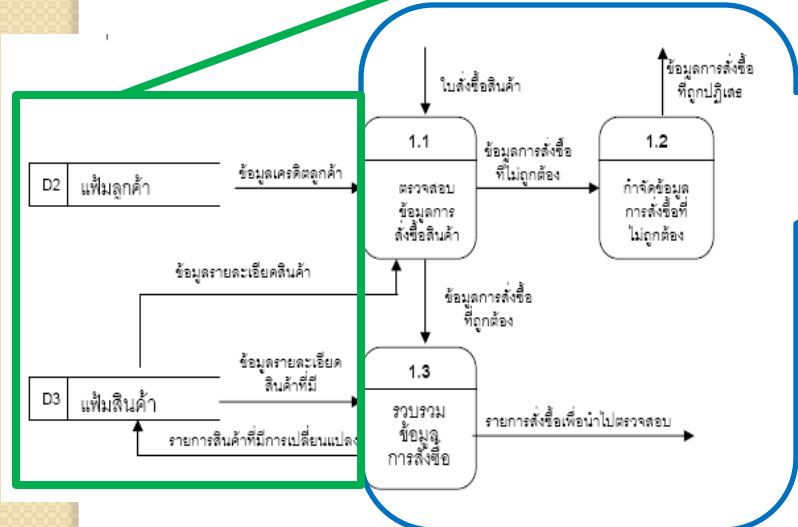 ใบสั่งซื้อสินค้า
ข้อมูลการสั่งซื้อ
ที่ถูกปฏิเสธ
1.1
ตรวจสอบ
ข้อมูลการ
สั่งซื้อสินค้า
ข้อมูลการสั่งซื้อ
ที่ไม่ถูกต้อง
1.2
กำจัดข้อมูล
การสั่งซื้อที่
ไม่ถูกต้อง
D2 แฟ้มลูกค้า
ข้อมูลเครดิตลูกค้า
ข้อมูลรายละเอียดสินค้า
ข้อมูลการสั่งซื้อ
ที่ถูกต้อง
D3 แฟ้มสินค้า
ข้อมูลรายละเอียด
สินค้าที่มี
รายการสินค้าที่มีการเปลี่ยนแปลง
1.3
รวบรวม
ข้อมูล
การสั่งซื้อ
รายการสั่งซื้อเพื่อนำไปตรวจสอบ